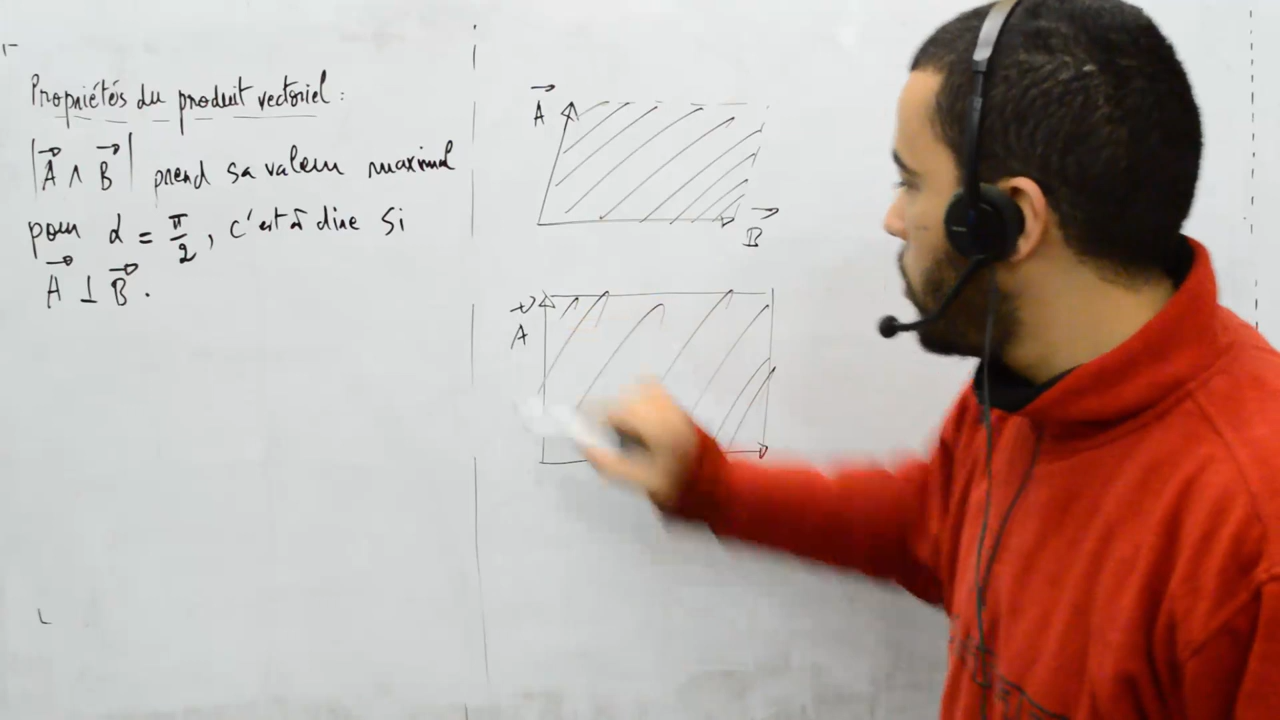 Propriétés du produit vectoriel :
|A⃗ ∧ B⃗| prend sa valeur maximal
pour α = π/2, c'est à dire si
A⃗ ⊥ B⃗.
A⃗
B⃗
A⃗